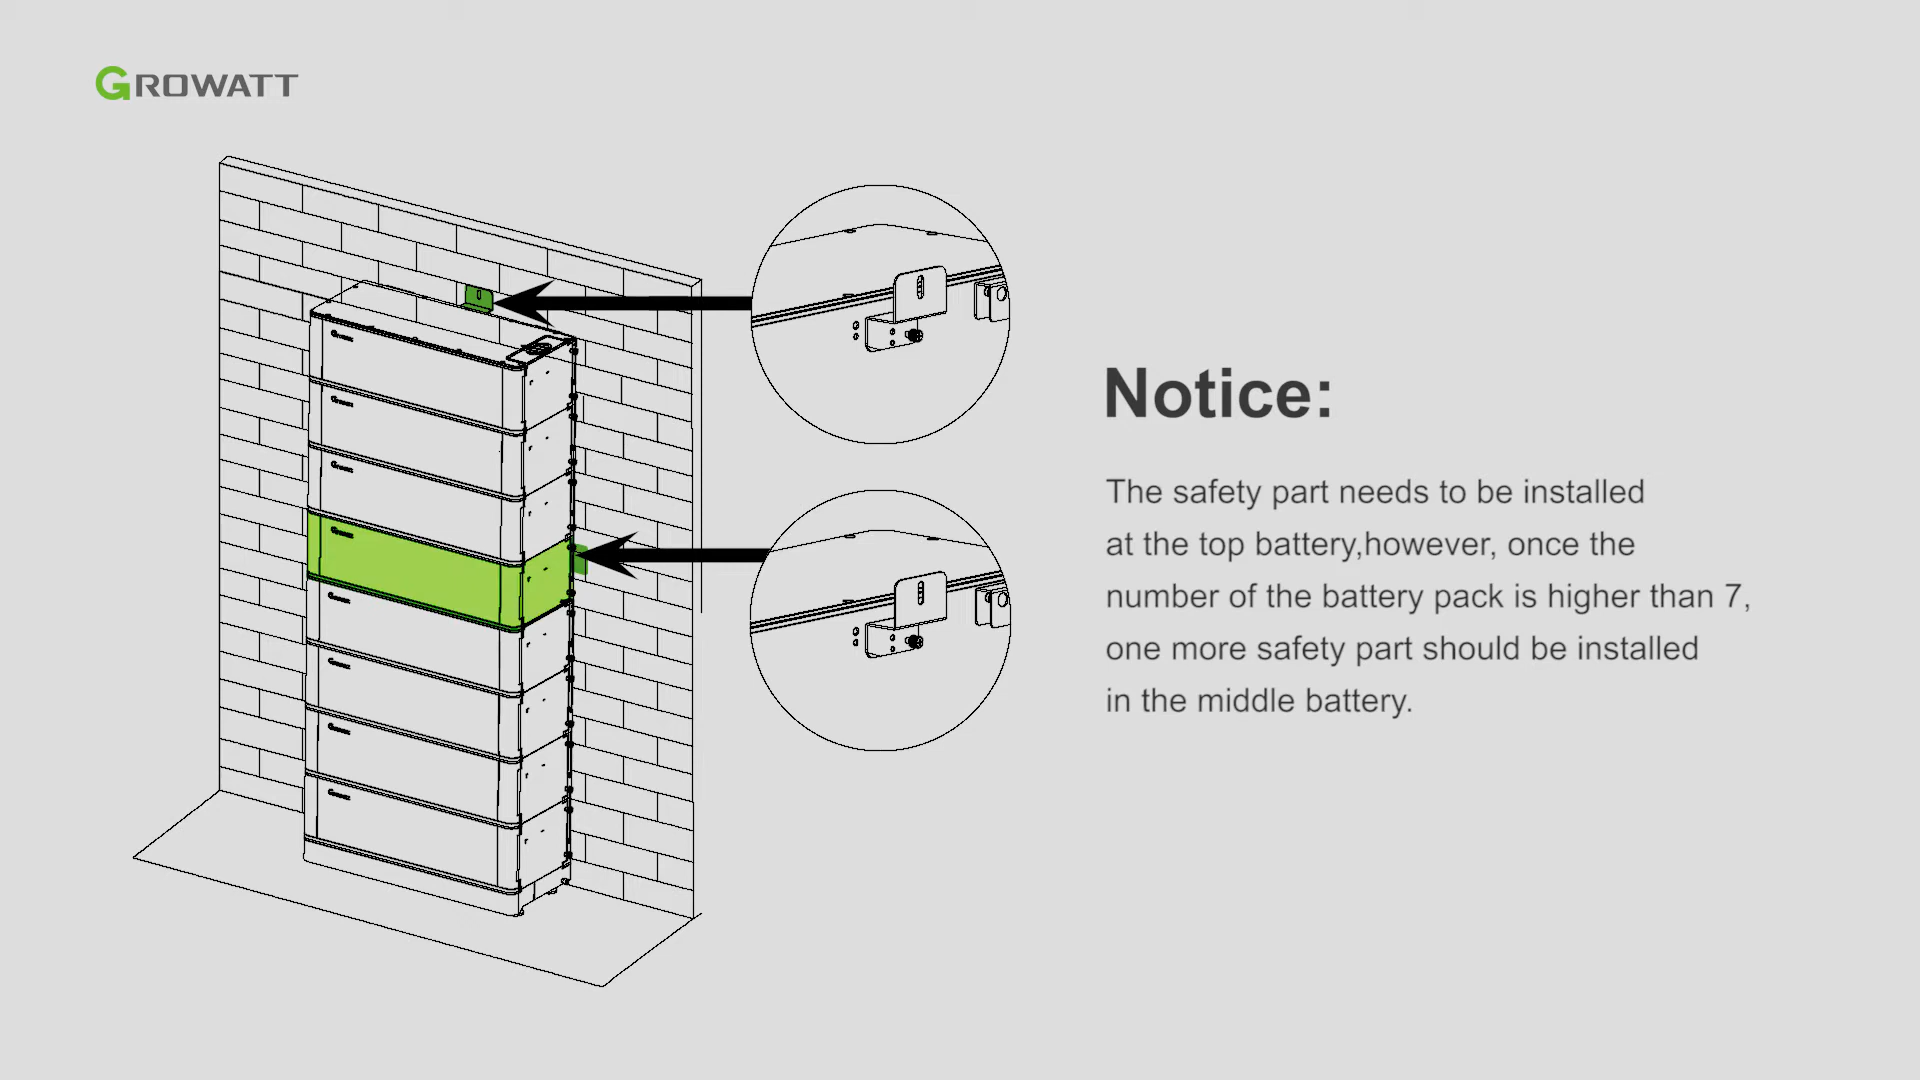 GROWATT
Notice:
The safety part needs to be installed
at the top battery,however, once the
number of the battery pack is higher than 7,
one more safety part should be installed
in the middle battery.